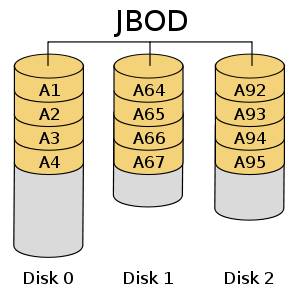 JBOD
A1 A64 A92
A2 A65 A93
A3 A66 A94
A4 A67 A95
Disk 0 Disk 1 Disk 2